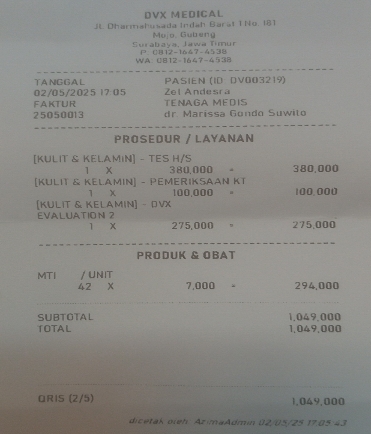 DVX MEDICAL
JL Dharmahusada Indah Barat 1 No. 161
Mojo, Gubeng
Surabaya, Jawa Timur
P: 0812-1647-4538
WA: 0812-1647-4538
TANGGAL PASIEN (ID: DV003219)
02/05/2025 17:05 Zel Andesra
FAKTUR TENAGA MEDIS
25050013 dr. Marissa Gondo Suwito
PROSEDUR / LAYANAN
[KULIT & KELAMIN] - TES H/S
1 X 380,000 = 380,000
[KULIT & KELAMIN] - PEMERIKSAAN KT
1 X 100,000 = 100,000
[KULIT & KELAMIN] - DVX
EVALUATION 2
1 X 275,000 = 275,000
PRODUK & OBAT
MTI / UNIT
42 X 7,000 = 294,000
SUBTOTAL 1,049,000
TOTAL 1,049,000
QRIS (2/5) 1,049,000
dicetak oleh: AzimaAdmin 02/05/25 17:05:43